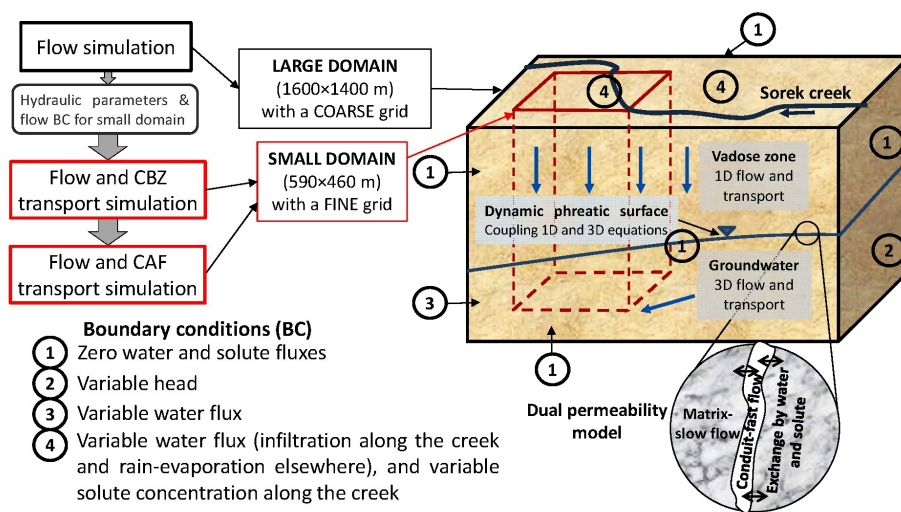 Flow simulation
Hydraulic parameters &
flow BC for small domain
Flow and CBZ
transport simulation
Flow and CAF
transport simulation
LARGE DOMAIN
(1600×1400 m)
with a COARSE grid
SMALL DOMAIN
(590×460 m)
with a FINE grid
1
4
4
Sorek creek
1
1
Vadose zone
1D flow and
transport
Dynamic phreatic surface
Coupling 1D and 3D equations
1
2
Groundwater
3D flow and
transport
3
1
Boundary conditions (BC)
1 Zero water and solute fluxes
2 Variable head
3 Variable water flux
4 Variable water flux (infiltration along the creek
and rain-evaporation elsewhere), and variable
solute concentration along the creek
Dual permeability
model
Matrix-
slow flow
Conduit-fast flow
Exchange by water
and solute